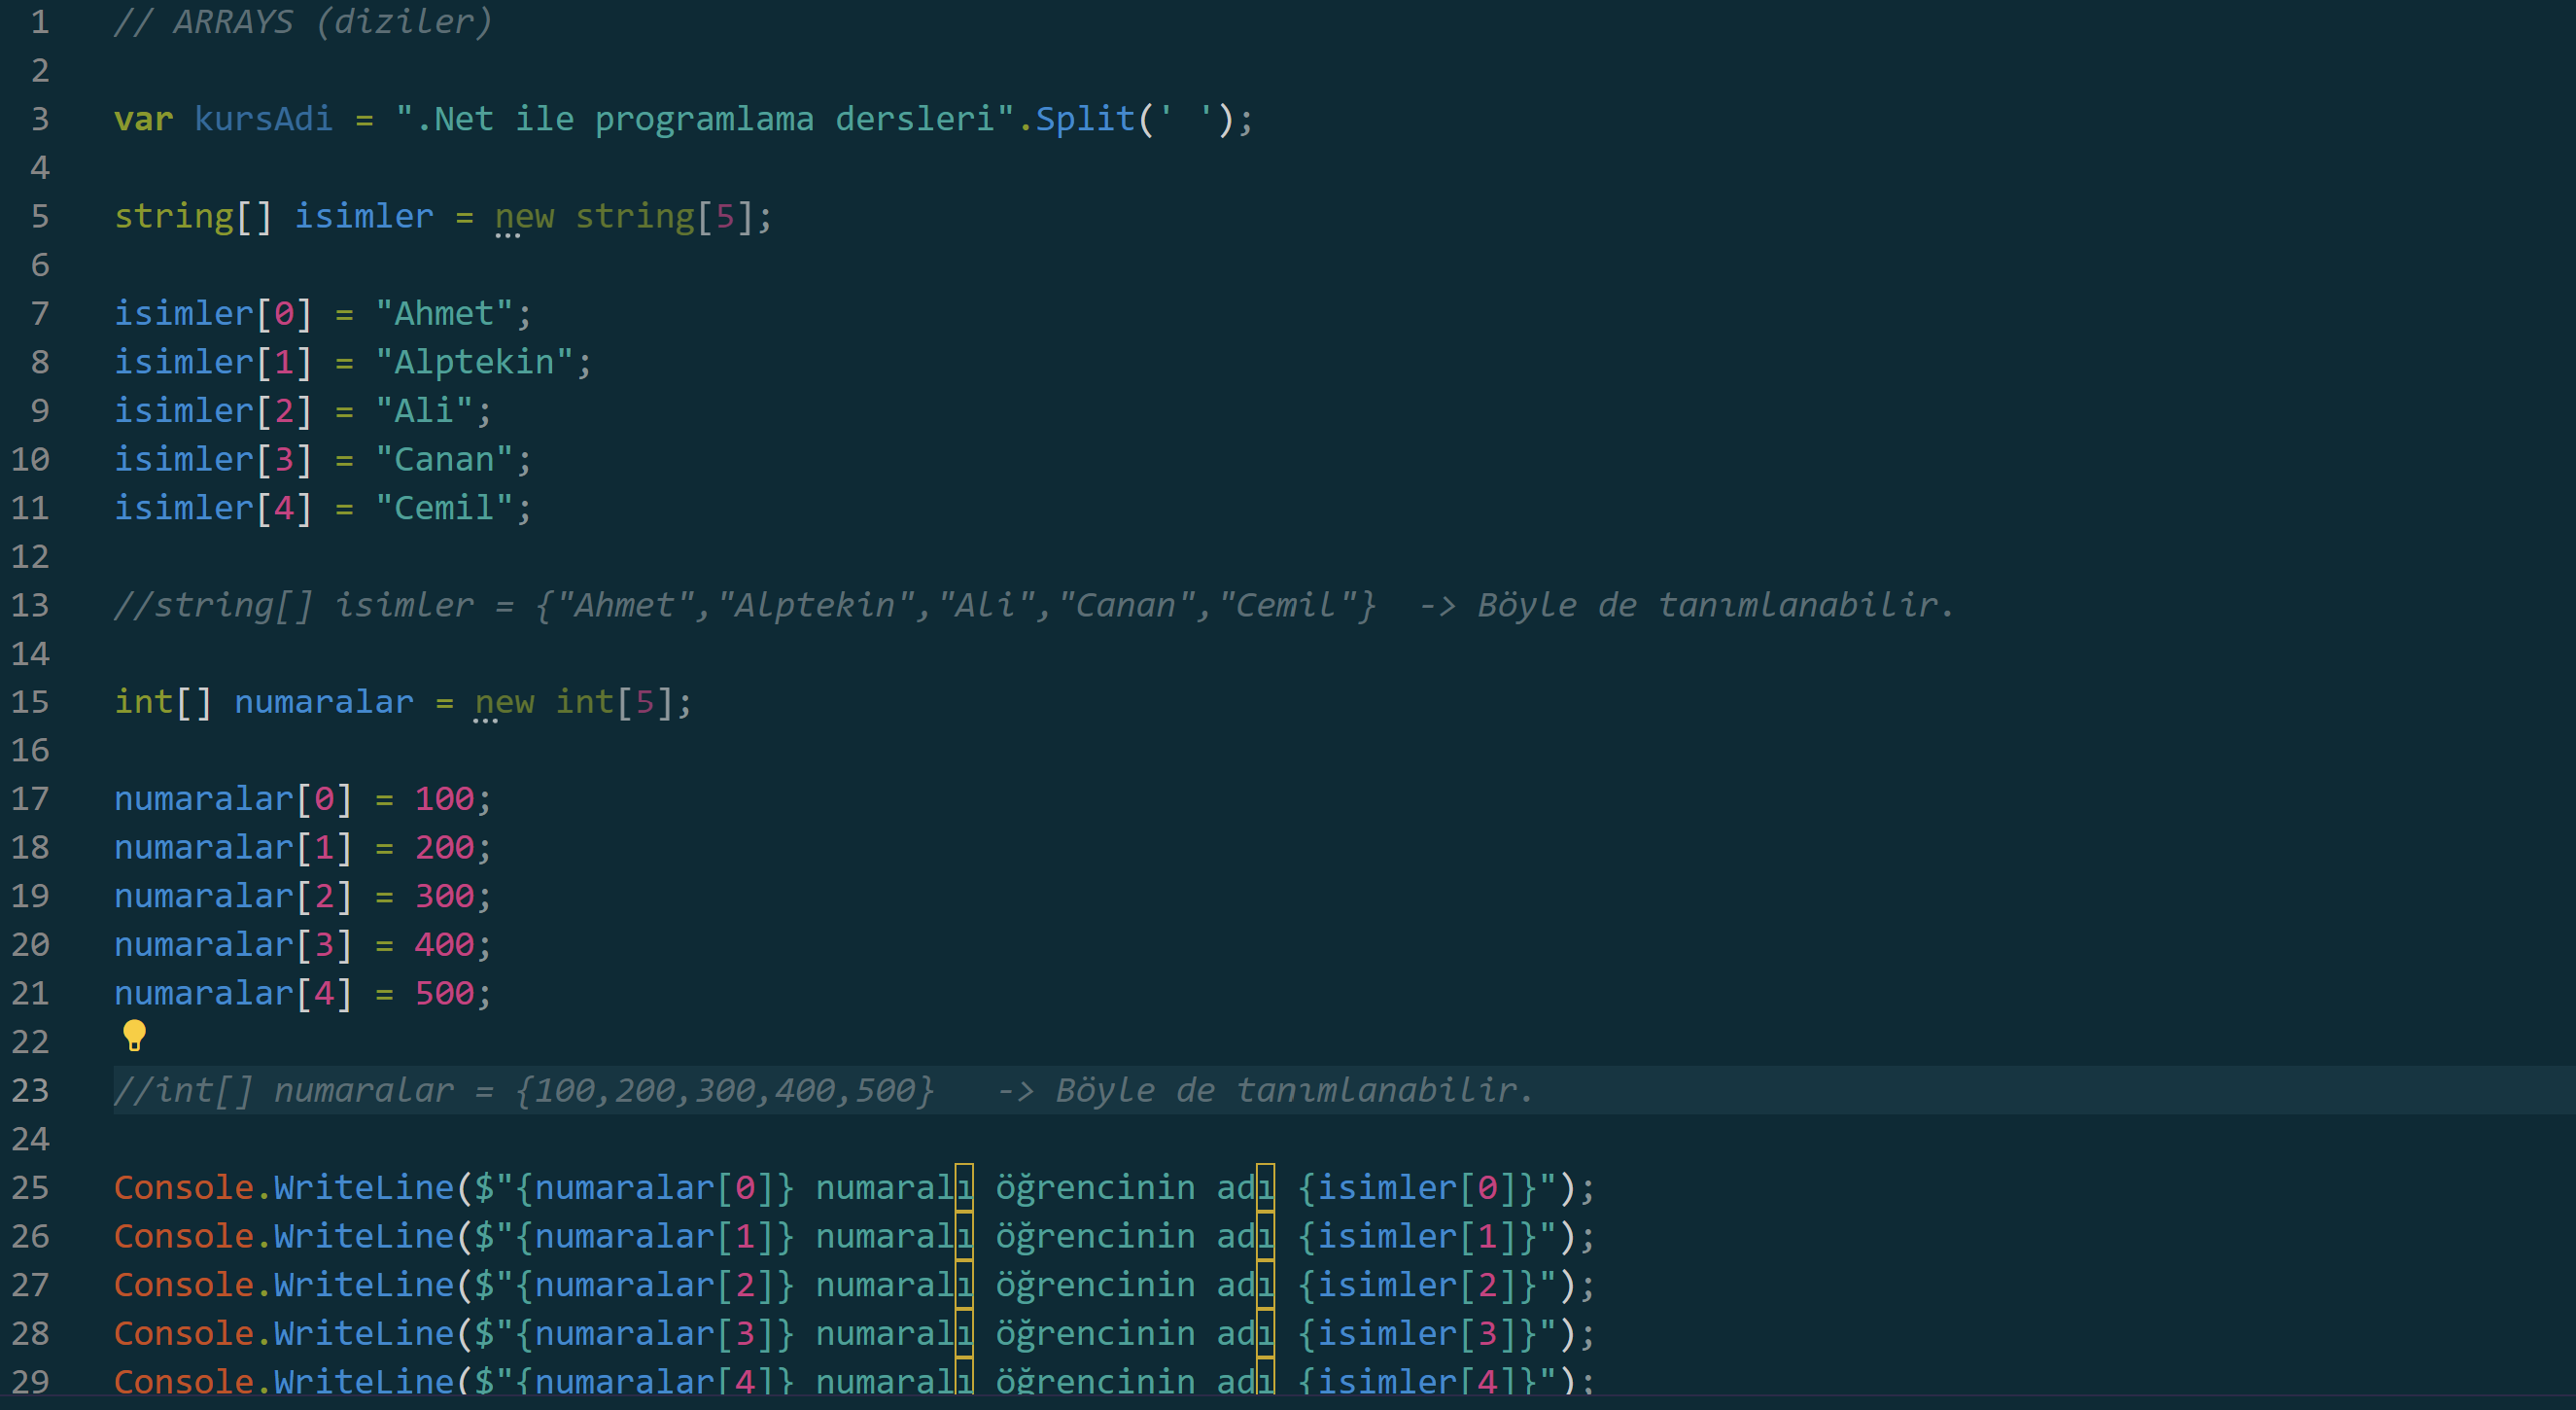 1 // ARRAYS (diziler)
2
3 var kursAdi = ".Net ile programlama dersleri".Split(' ');
4
5 string[] isimler = new string[5];
6
7 isimler[0] = "Ahmet";
8 isimler[1] = "Alptekin";
9 isimler[2] = "Ali";
10 isimler[3] = "Canan";
11 isimler[4] = "Cemil";
12
13 //string[] isimler = {"Ahmet","Alptekin","Ali","Canan","Cemil"}  -> Böyle de tanımlanabilir.
14
15 int[] numaralar = new int[5];
16
17 numaralar[0] = 100;
18 numaralar[1] = 200;
19 numaralar[2] = 300;
20 numaralar[3] = 400;
21 numaralar[4] = 500;
22
23 //int[] numaralar = {100,200,300,400,500}   -> Böyle de tanımlanabilir.
24
25 Console.WriteLine($"{numaralar[0]} numaralı öğrencinin adı {isimler[0]}");
26 Console.WriteLine($"{numaralar[1]} numaralı öğrencinin adı {isimler[1]}");
27 Console.WriteLine($"{numaralar[2]} numaralı öğrencinin adı {isimler[2]}");
28 Console.WriteLine($"{numaralar[3]} numaralı öğrencinin adı {isimler[3]}");
29 Console.WriteLine($"{numaralar[4]} numaralı öğrencinin adı {isimler[4]}");